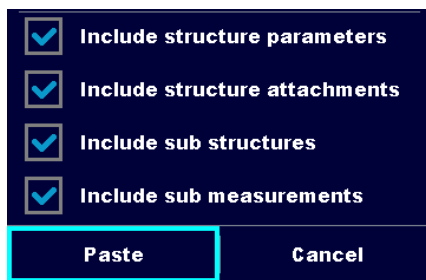 Include structure parameters
Include structure attachments
Include sub structures
Include sub measurements
Paste Cancel